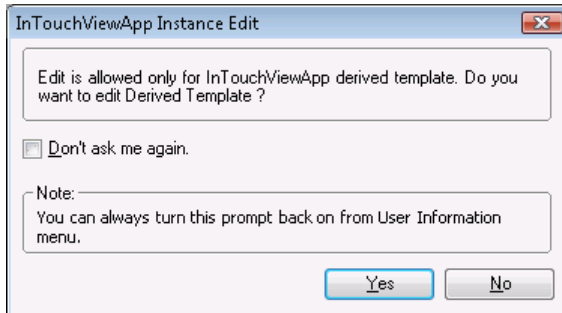 InTouchViewApp Instance Edit
Edit is allowed only for InTouchViewApp derived template. Do you
want to edit Derived Template ?
Don't ask me again.
Note:
You can always turn this prompt back on from User Information
menu.
Yes
No